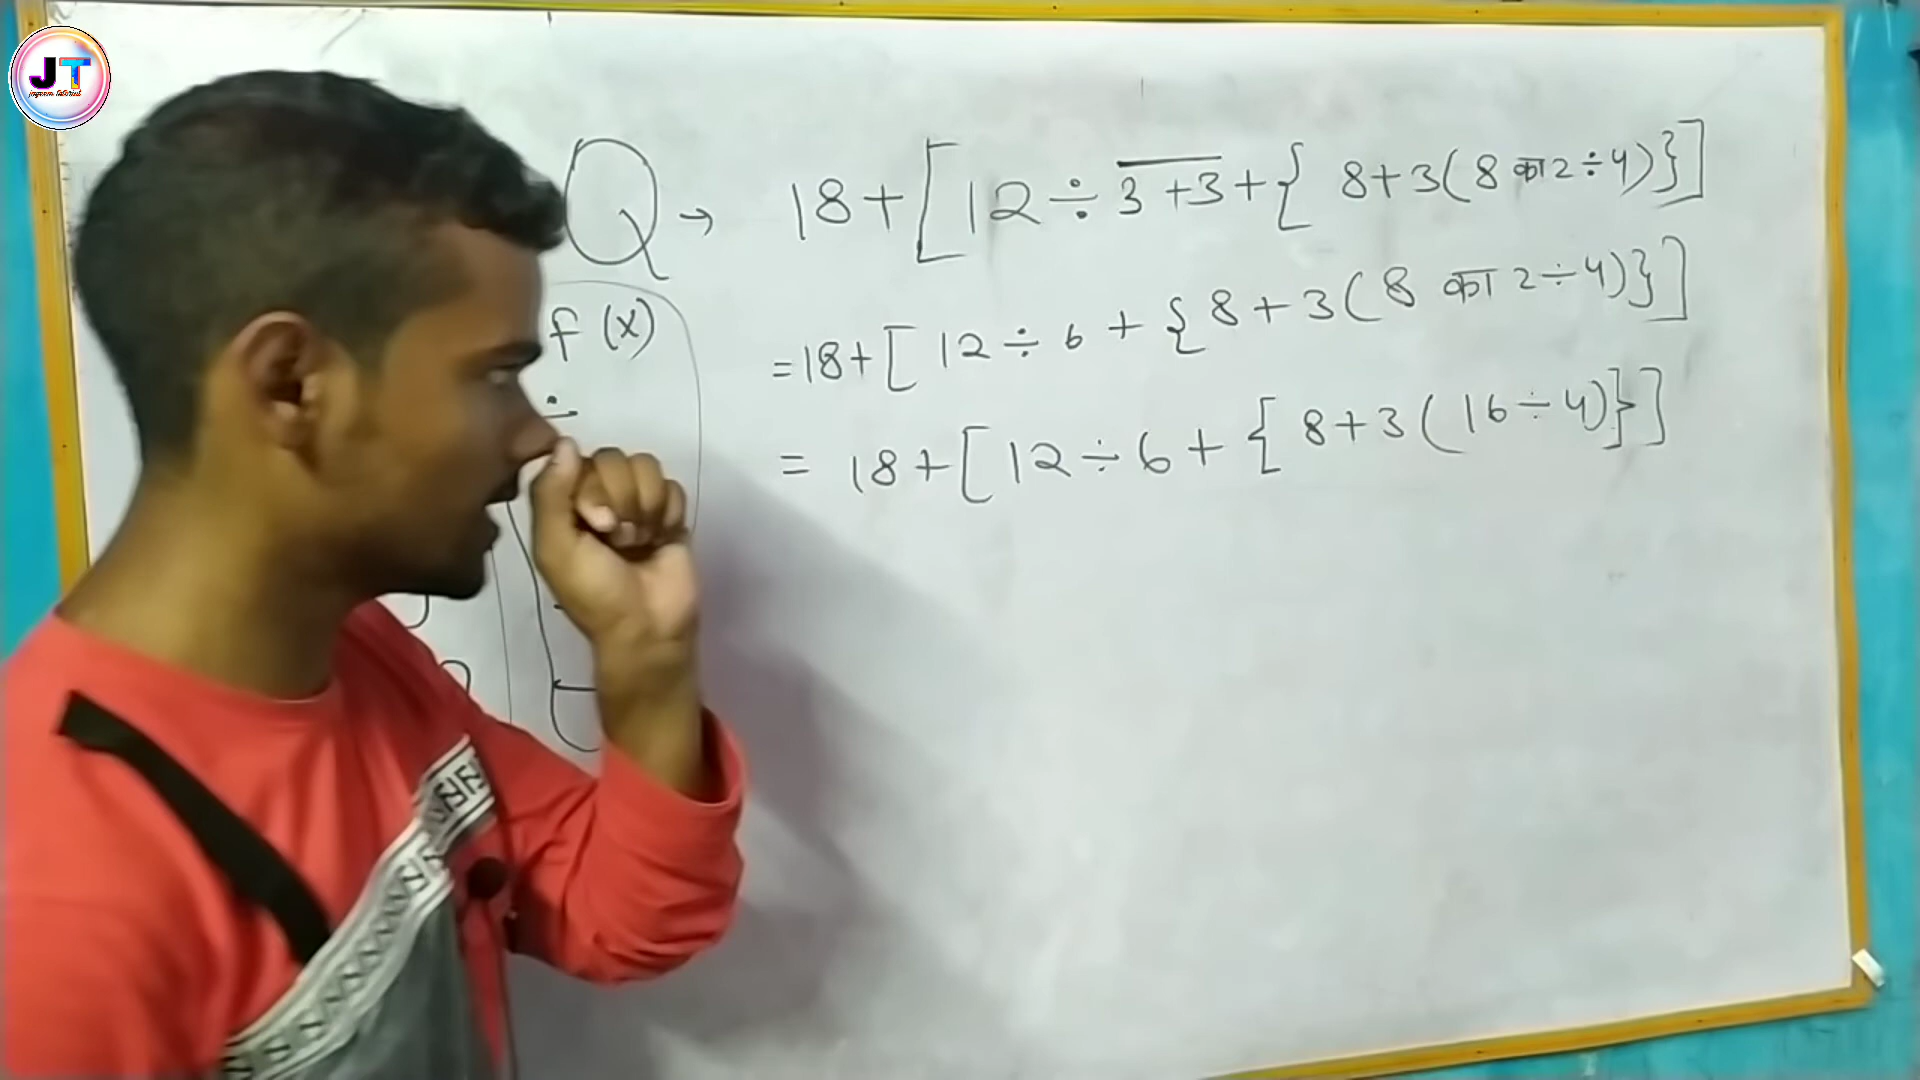 JT
Q → 18+[12÷3̅ ̅+̅3̅+{8+3(8 का 2÷4)}]
f(x)
=18+[12÷6+{8+3(8 का 2÷4)}]
÷
= 18+[12÷6+{8+3(16÷4)}]